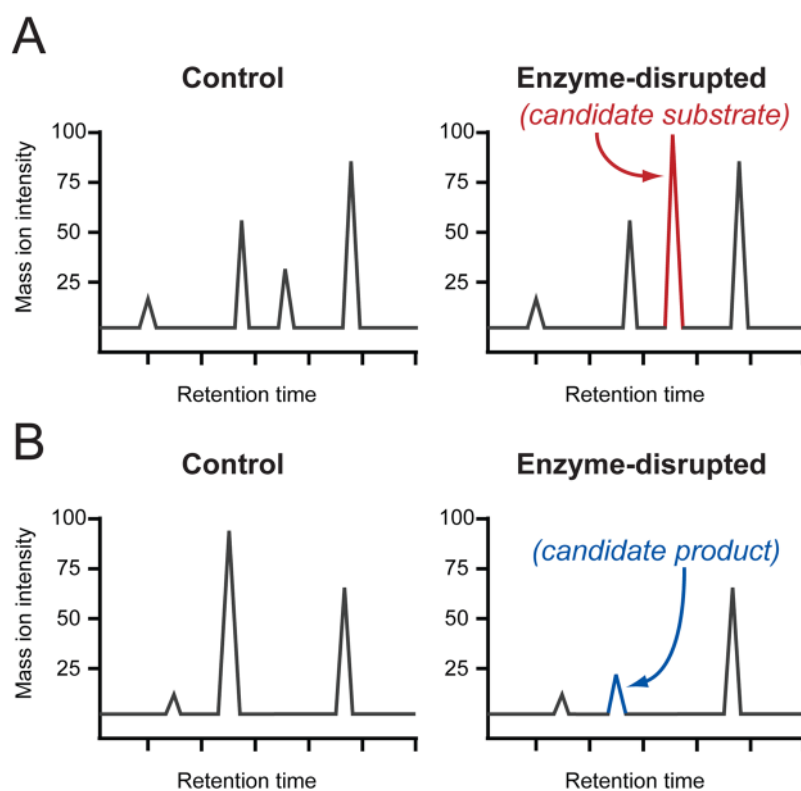 A
Control
Enzyme-disrupted
(candidate substrate)
Mass ion intensity
100
75
50
25
100
75
50
25
Retention time
Retention time
B
Control
Enzyme-disrupted
(candidate product)
Mass ion intensity
100
75
50
25
100
75
50
25
Retention time
Retention time